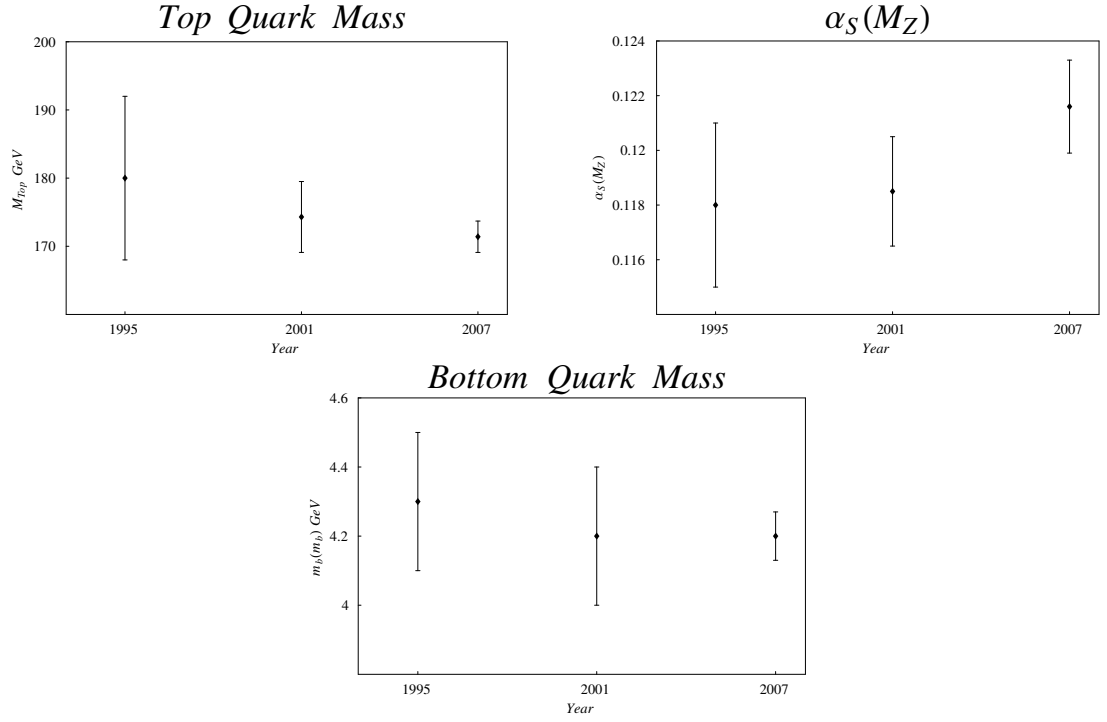 Top Quark Mass
200
190
180
170
M_Top GeV
1995
2001
2007
Year
α_S(M_Z)
0.124
0.122
0.12
0.118
0.116
α_S(M_Z)
1995
2001
2007
Year
Bottom Quark Mass
4.6
4.4
4.2
4
m_b(m_b) GeV
1995
2001
2007
Year